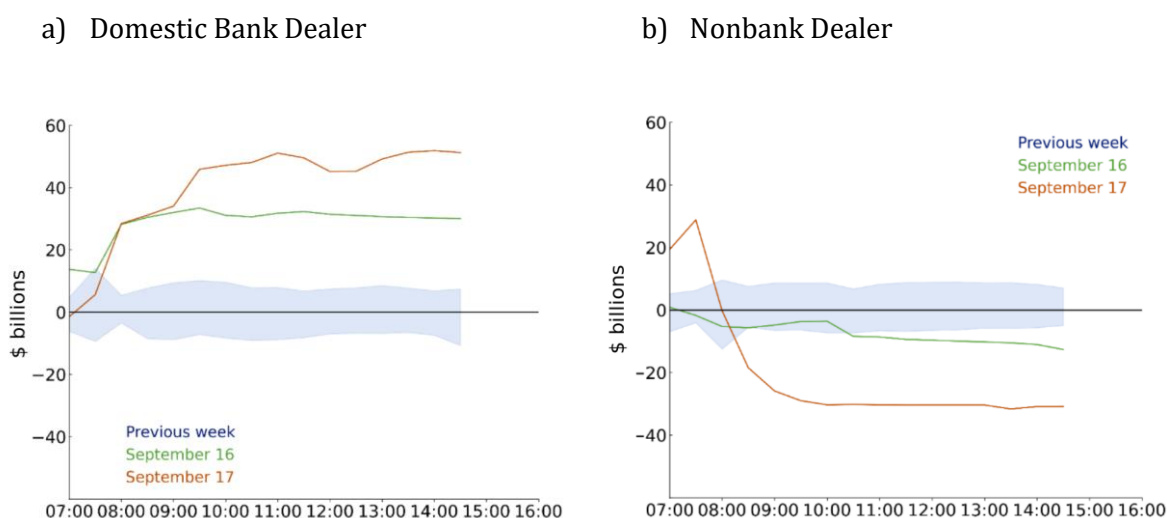 a) Domestic Bank Dealer
60
40
20
0
−20
−40
$ billions
Previous week
September 16
September 17
07:00 08:00 09:00 10:00 11:00 12:00 13:00 14:00 15:00 16:00
b) Nonbank Dealer
60
40
20
0
−20
−40
$ billions
Previous week
September 16
September 17
07:00 08:00 09:00 10:00 11:00 12:00 13:00 14:00 15:00 16:00